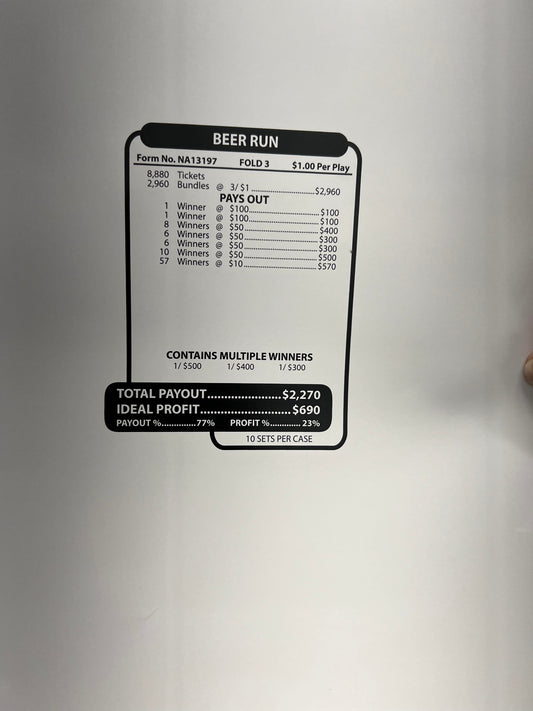 BEER RUN
Form No. NA13197 FOLD 3 $1.00 Per Play
8,880 Tickets
2,960 Bundles @ 3/ $1 ........................$2,960
PAYS OUT
1 Winner @ $100...........................$100
1 Winner @ $100...........................$100
8 Winners @ $50............................$400
6 Winners @ $50............................$300
6 Winners @ $50............................$300
10 Winners @ $50............................$500
57 Winners @ $10............................$570
CONTAINS MULTIPLE WINNERS
1/ $500 1/ $400 1/ $300
TOTAL PAYOUT......................$2,270
IDEAL PROFIT...........................$690
PAYOUT %..............77% PROFIT %............ 23%
10 SETS PER CASE